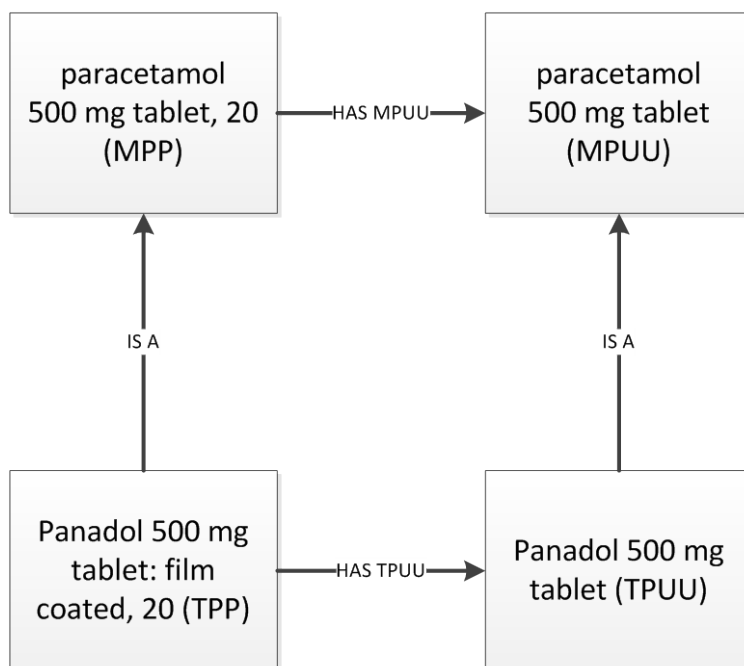 paracetamol
500 mg tablet, 20
(MPP)
HAS MPUU
paracetamol
500 mg tablet
(MPUU)
IS A
IS A
Panadol 500 mg
tablet: film
coated, 20 (TPP)
HAS TPUU
Panadol 500 mg
tablet (TPUU)